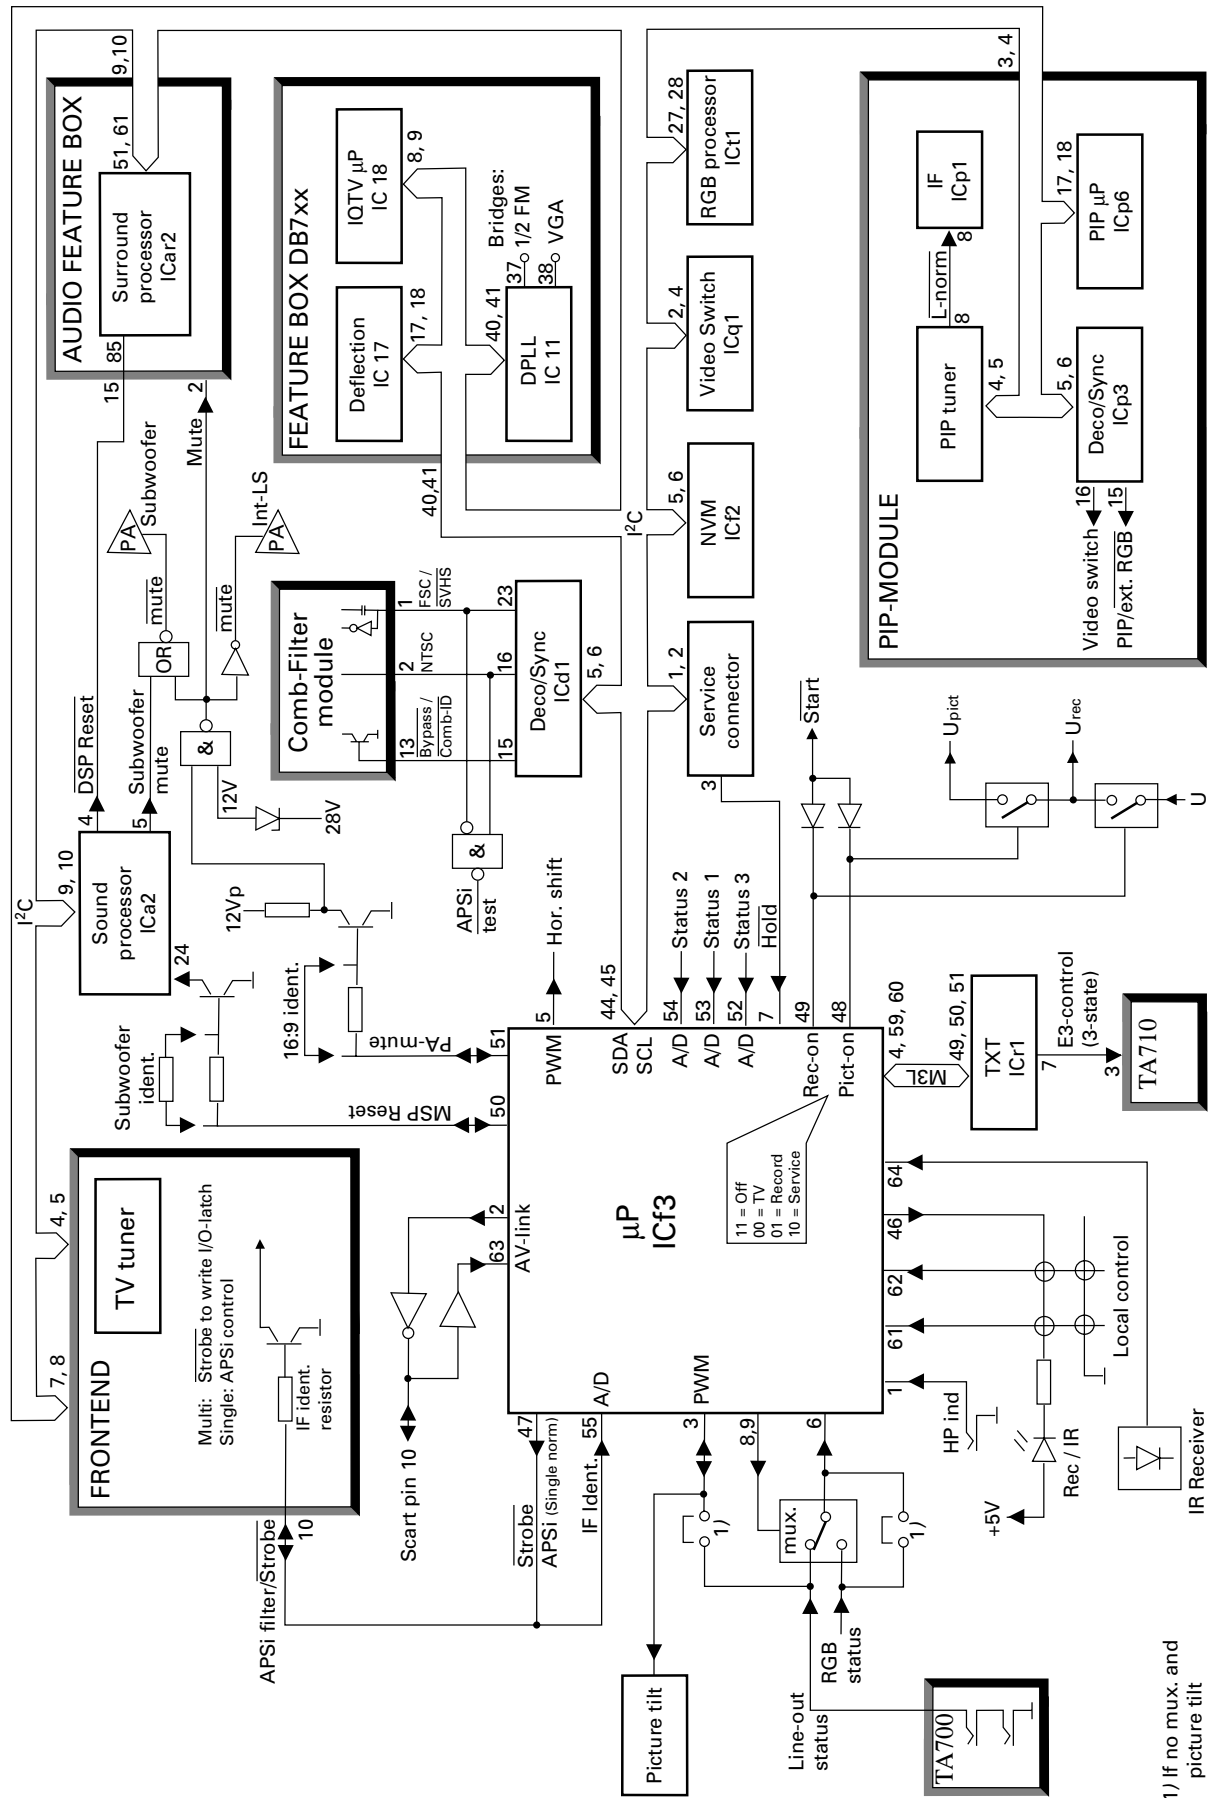 FRONTEND
TV tuner
Multi: Strobe to write I/O-latch
Single: APSi control
IF ident.
resistor
7, 8
4, 5
10
APSi filter/Strobe
I²C
9, 10
Sound
processor
ICa2
24
4
DSP Reset
5
Subwoofer
mute
Subwoofer
ident.
OR
mute
PA
Subwoofer
Mute
2
15
85
AUDIO FEATURE BOX
Surround
processor
ICar2
51, 61
9,10
12Vp
&
12V
28V
mute
PA
Int-LS
16:9 ident.
PA-mute
MSP Reset
51
50
Comb-Filter
module
13
Bypass /
Comb-ID
2
NTSC
1
FSC /
SVHS
15
16
23
Deco/Sync
ICd1
5, 6
&
APSi
test
FEATURE BOX DB7xx
Deflection
IC 17
17, 18
IQTV µP
IC 18
8, 9
40, 41
DPLL
IC 11
37
38
Bridges:
1/2 FM
VGA
40,41
I²C
Scart pin 10
2
63
AV-link
47
Strobe
APSi (Single norm)
55
IF Ident.
A/D
µP
ICf3
5
PWM
Hor. shift
44, 45
SDA
SCL
54
A/D
Status 2
53
A/D
Status 1
52
A/D
Status 3
7
Hold
49
Rec-on
48
Pict-on
11 = Off
00 = TV
01 = Record
10 = Service
PWM
3
8,9
6
1)
mux.
1)
Picture tilt
Line-out
status
RGB
status
TA700
1) If no mux. and
picture tilt
1
HP ind
61
62
46
64
Local control
+5V
Rec / IR
IR Receiver
4, 59, 60
M3L
49, 50, 51
TXT
ICr1
7
E3-control
(3-state)
3
TA710
Service
connector
1, 2
3
NVM
ICf2
5, 6
Video Switch
ICq1
2, 4
RGB processor
ICt1
27, 28
Start
Upict
Urec
U
PIP-MODULE
3, 4
PIP tuner
4, 5
8
L-norm
8
IF
ICp1
Deco/Sync
ICp3
5, 6
PIP µP
ICp6
17, 18
16
Video switch
15
PIP/ext. RGB